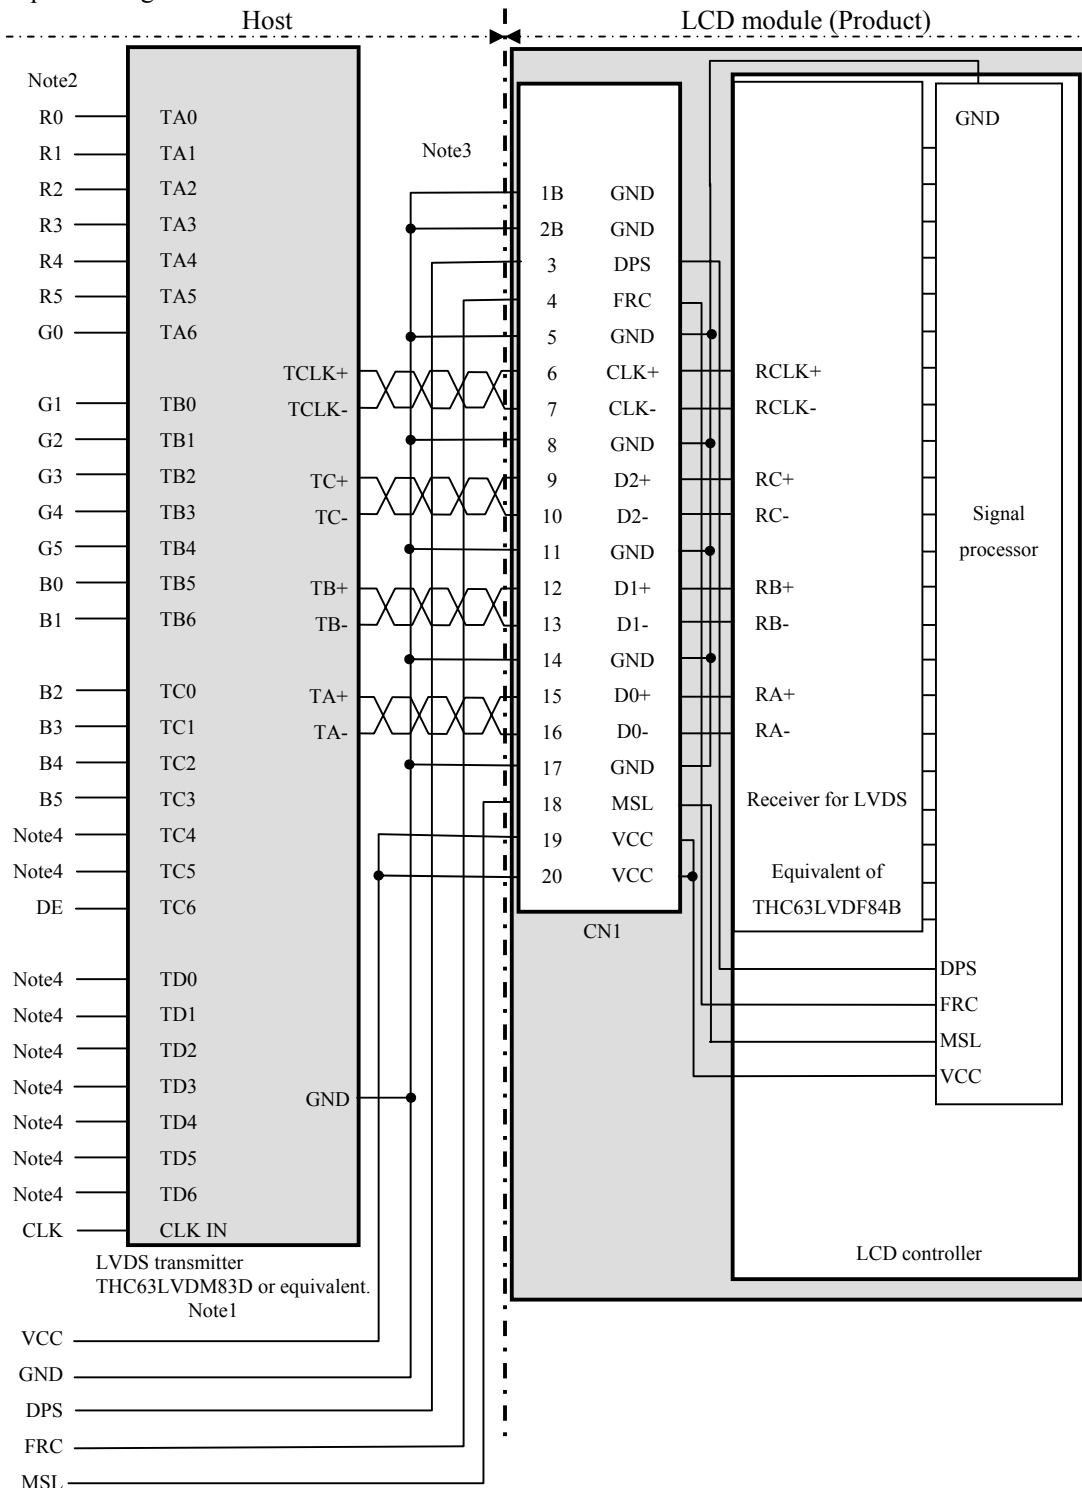 Host
LCD module (Product)
Note2
R0 TA0
R1 TA1
R2 TA2
R3 TA3
R4 TA4
R5 TA5
G0 TA6
TCLK+
G1 TB0 TCLK-
G2 TB1
G3 TB2 TC+
G4 TB3 TC-
G5 TB4
B0 TB5 TB+
B1 TB6 TB-
B2 TC0 TA+
B3 TC1 TA-
B4 TC2
B5 TC3
Note4 TC4
Note4 TC5
DE TC6
Note4 TD0
Note4 TD1
Note4 TD2
Note4 TD3
GND
Note4 TD4
Note4 TD5
Note4 TD6
CLK CLK IN
LVDS transmitter
THC63LVDM83D or equivalent.
Note1
VCC
GND
DPS
FRC
MSL
Note3
1B GND
2B GND
3 DPS
4 FRC
5 GND
6 CLK+
7 CLK-
8 GND
9 D2+
10 D2-
11 GND
12 D1+
13 D1-
14 GND
15 D0+
16 D0-
17 GND
18 MSL
19 VCC
20 VCC
CN1
RCLK+
RCLK-
RC+
RC-
RB+
RB-
RA+
RA-
Receiver for LVDS
Equivalent of
THC63LVDF84B
GND
Signal
processor
DPS
FRC
MSL
VCC
LCD controller